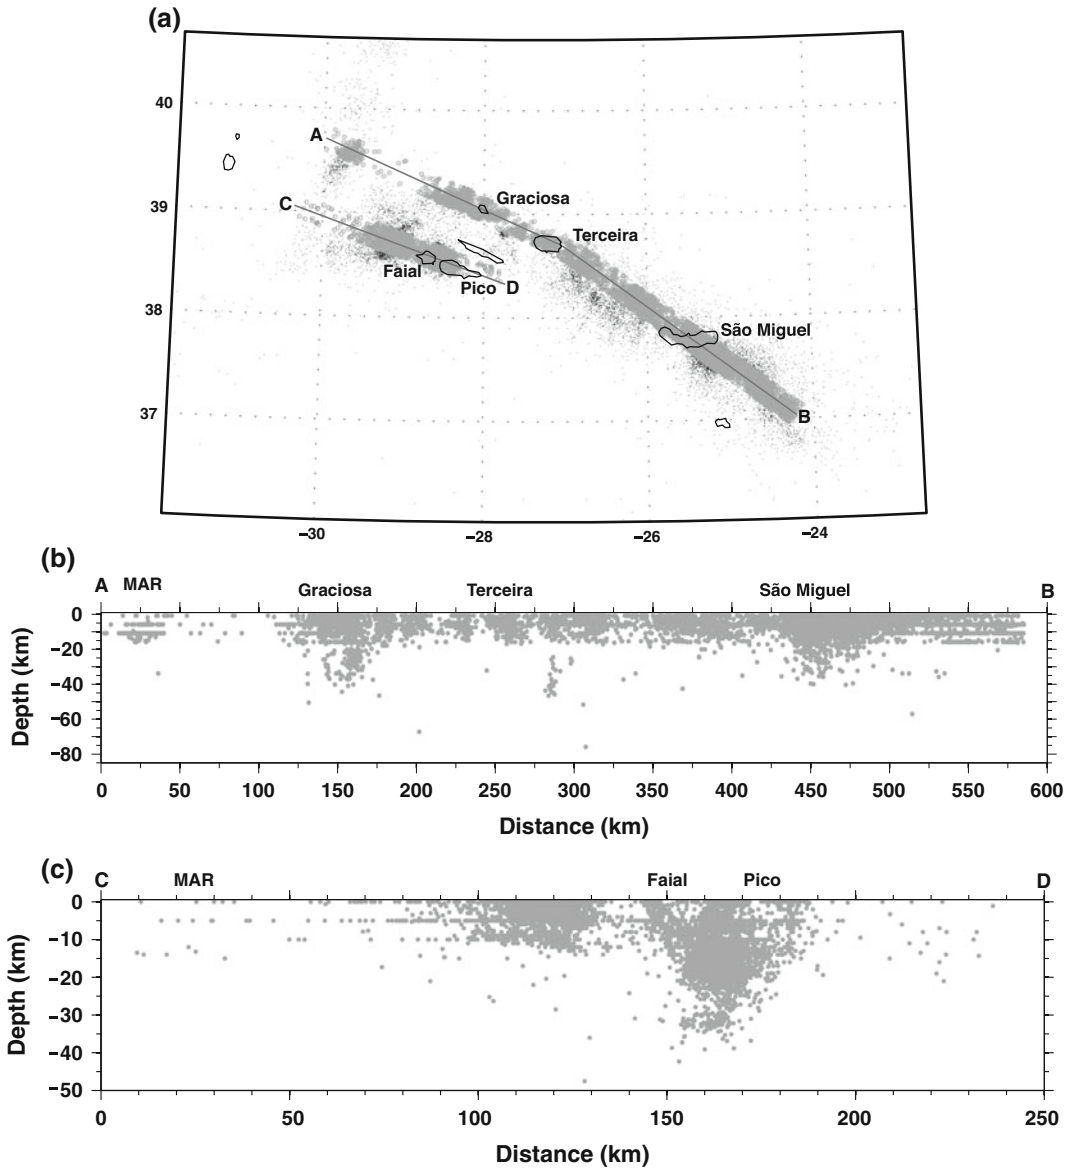 (a)
40
39
38
37
A
C
Graciosa
Terceira
Faial
Pico
D
São Miguel
B
−30
−28
−26
−24
(b)
A
MAR
Graciosa
Terceira
São Miguel
B
0
−20
−40
−60
−80
Depth (km)
0
50
100
150
200
250
300
350
400
450
500
550
600
Distance (km)
(c)
C
MAR
Faial
Pico
D
0
−10
−20
−30
−40
−50
Depth (km)
0
50
100
150
200
250
Distance (km)